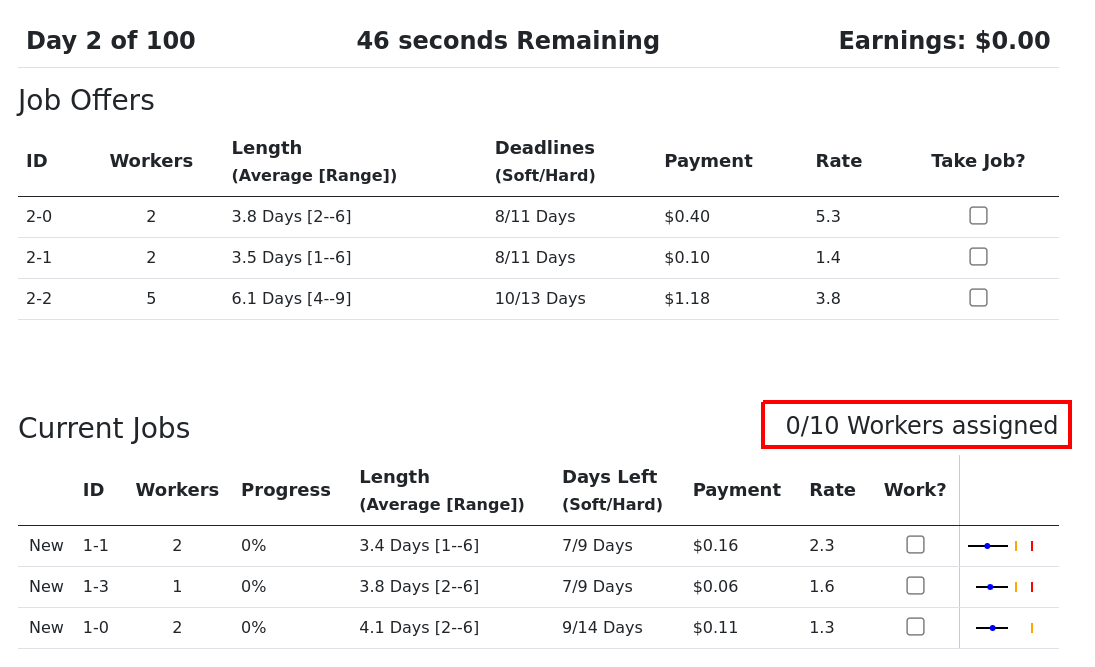 Day 2 of 100 46 seconds Remaining Earnings: $0.00
Job Offers
ID Workers Length (Average [Range]) Deadlines (Soft/Hard) Payment Rate Take Job?
2-0 2 3.8 Days [2--6] 8/11 Days $0.40 5.3
2-1 2 3.5 Days [1--6] 8/11 Days $0.10 1.4
2-2 5 6.1 Days [4--9] 10/13 Days $1.18 3.8
Current Jobs 0/10 Workers assigned
ID Workers Progress Length (Average [Range]) Days Left (Soft/Hard) Payment Rate Work?
New 1-1 2 0% 3.4 Days [1--6] 7/9 Days $0.16 2.3
New 1-3 1 0% 3.8 Days [2--6] 7/9 Days $0.06 1.6
New 1-0 2 0% 4.1 Days [2--6] 9/14 Days $0.11 1.3